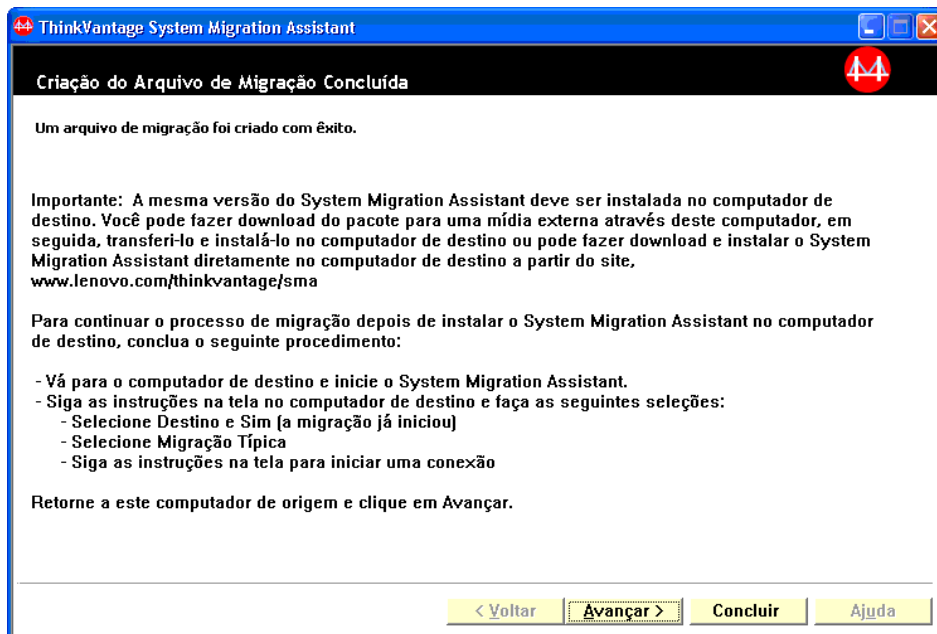 ThinkVantage System Migration Assistant
Criação do Arquivo de Migração Concluída
Um arquivo de migração foi criado com êxito.
Importante: A mesma versão do System Migration Assistant deve ser instalada no computador de
destino. Você pode fazer download do pacote para uma mídia externa através deste computador, em
seguida, transferi-lo e instalá-lo no computador de destino ou pode fazer download e instalar o System
Migration Assistant diretamente no computador de destino a partir do site,
www.lenovo.com/thinkvantage/sma
Para continuar o processo de migração depois de instalar o System Migration Assistant no computador
de destino, conclua o seguinte procedimento:
- Vá para o computador de destino e inicie o System Migration Assistant.
- Siga as instruções na tela no computador de destino e faça as seguintes seleções:
- Selecione Destino e Sim (a migração já iniciou)
- Selecione Migração Típica
- Siga as instruções na tela para iniciar uma conexão
Retorne a este computador de origem e clique em Avançar.
< Voltar Avançar > Concluir Ajuda